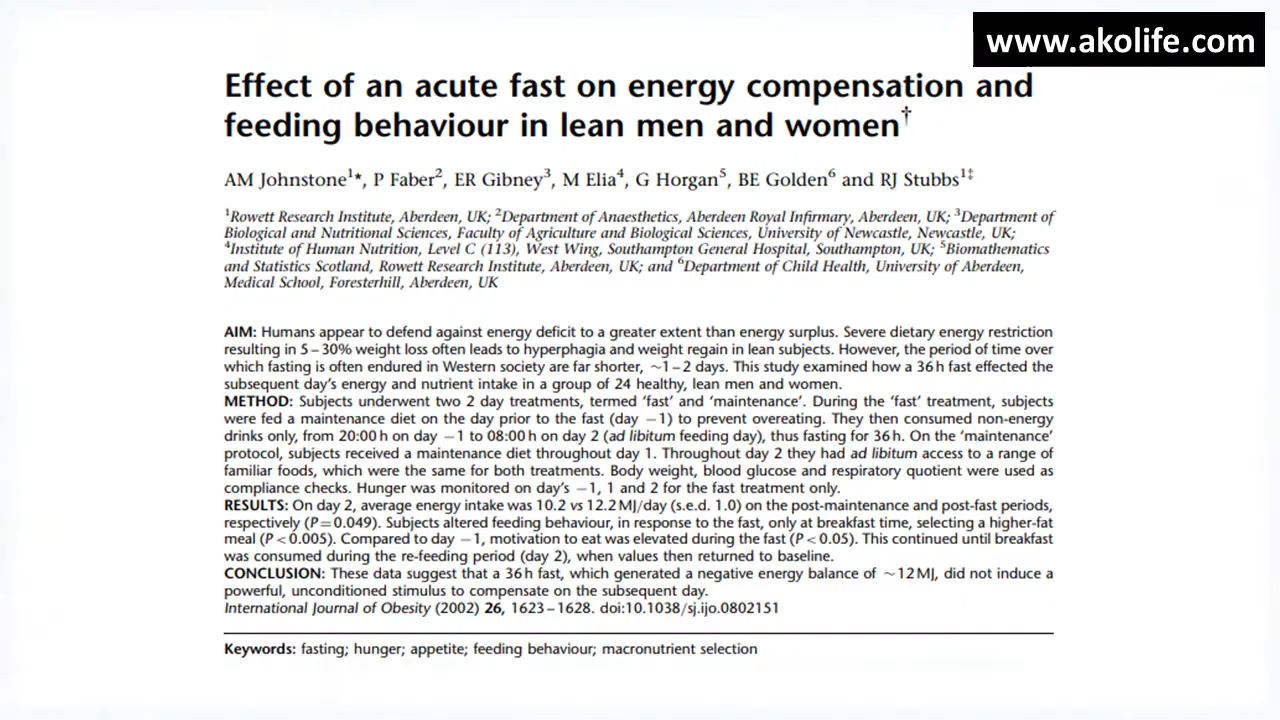 www.akolife.com
Effect of an acute fast on energy compensation and
feeding behaviour in lean men and women†
AM Johnstone1*, P Faber2, ER Gibney3, M Elia4, G Horgan5, BE Golden6 and RJ Stubbs1‡
1Rowett Research Institute, Aberdeen, UK; 2Department of Anaesthetics, Aberdeen Royal Infirmary, Aberdeen, UK; 3Department of
Biological and Nutritional Sciences, Faculty of Agriculture and Biological Sciences, University of Newcastle, Newcastle, UK;
4Institute of Human Nutrition, Level C (113), West Wing, Southampton General Hospital, Southampton, UK; 5Biomathematics
and Statistics Scotland, Rowett Research Institute, Aberdeen, UK; and 6Department of Child Health, University of Aberdeen,
Medical School, Foresterhill, Aberdeen, UK
AIM: Humans appear to defend against energy deficit to a greater extent than energy surplus. Severe dietary energy restriction
resulting in 5–30% weight loss often leads to hyperphagia and weight regain in lean subjects. However, the period of time over
which fasting is often endured in Western society are far shorter, ~1–2 days. This study examined how a 36 h fast effected the
subsequent day's energy and nutrient intake in a group of 24 healthy, lean men and women.
METHOD: Subjects underwent two 2 day treatments, termed 'fast' and 'maintenance'. During the 'fast' treatment, subjects
were fed a maintenance diet on the day prior to the fast (day −1) to prevent overeating. They then consumed non-energy
drinks only, from 20:00 h on day −1 to 08:00 h on day 2 (ad libitum feeding day), thus fasting for 36 h. On the 'maintenance'
protocol, subjects received a maintenance diet throughout day 1. Throughout day 2 they had ad libitum access to a range of
familiar foods, which were the same for both treatments. Body weight, blood glucose and respiratory quotient were used as
compliance checks. Hunger was monitored on day's −1, 1 and 2 for the fast treatment only.
RESULTS: On day 2, average energy intake was 10.2 vs 12.2 MJ/day (s.e.d. 1.0) on the post-maintenance and post-fast periods,
respectively (P=0.049). Subjects altered feeding behaviour, in response to the fast, only at breakfast time, selecting a higher-fat
meal (P<0.005). Compared to day −1, motivation to eat was elevated during the fast (P<0.05). This continued until breakfast
was consumed during the re-feeding period (day 2), when values then returned to baseline.
CONCLUSION: These data suggest that a 36 h fast, which generated a negative energy balance of ~12 MJ, did not induce a
powerful, unconditioned stimulus to compensate on the subsequent day.
International Journal of Obesity (2002) 26, 1623–1628. doi:10.1038/sj.ijo.0802151
Keywords: fasting; hunger; appetite; feeding behaviour; macronutrient selection